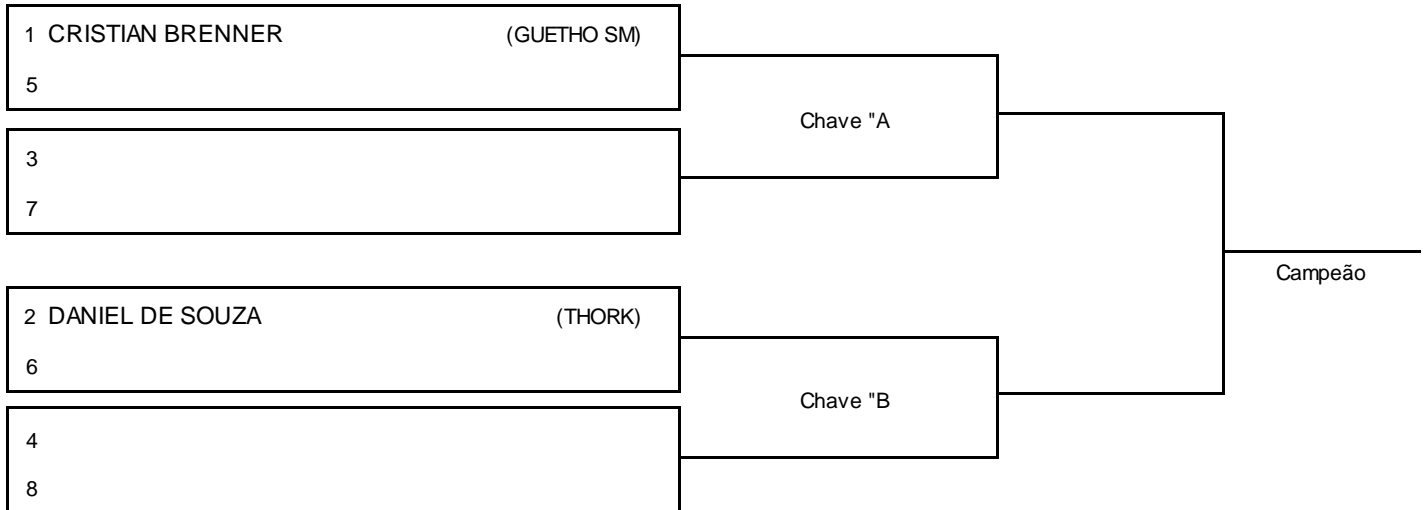 1 CRISTIAN BRENNER (GUETHO SM)
5
Chave "A
3
7
Campeão
2 DANIEL DE SOUZA (THORK)
6
Chave "B
4
8